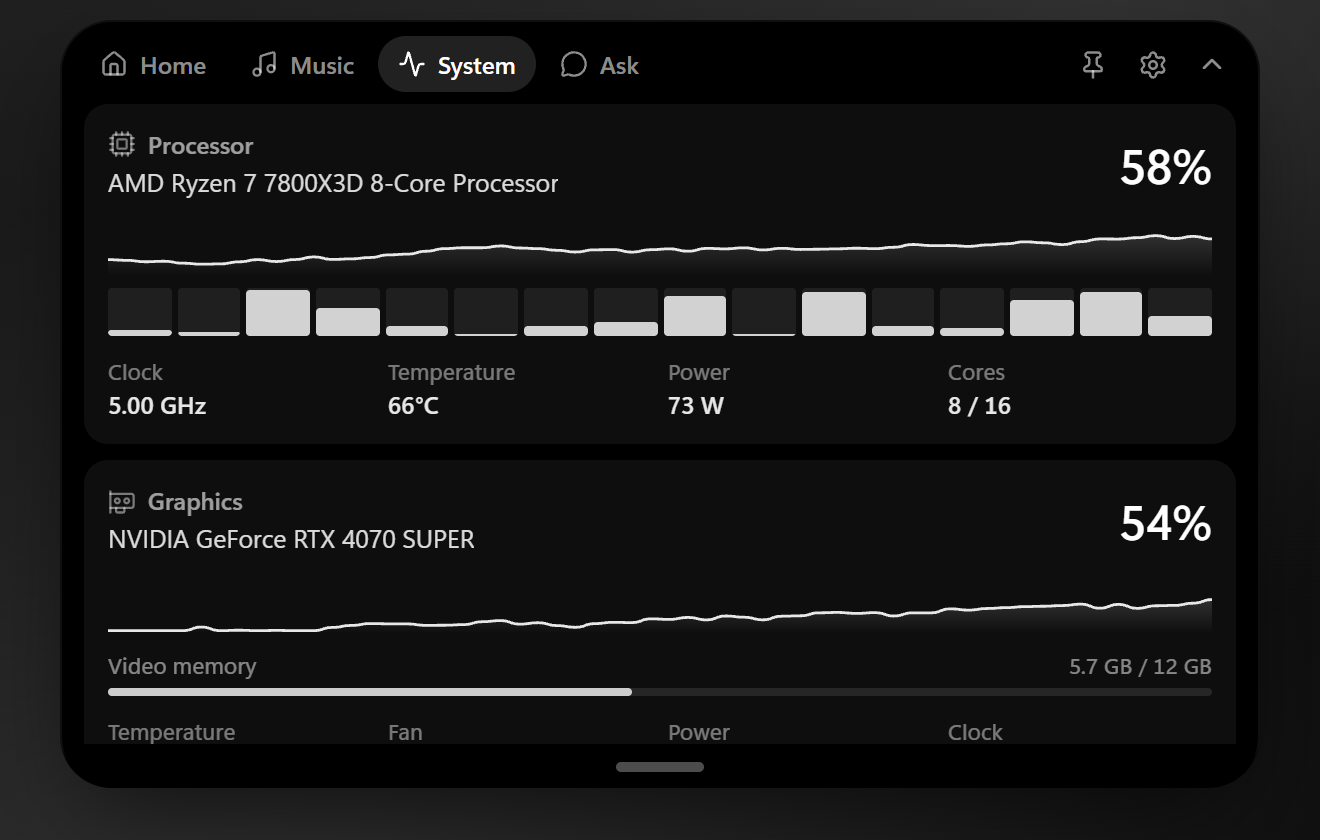 Home Music System Ask
Processor
AMD Ryzen 7 7800X3D 8-Core Processor
58%
Clock Temperature Power Cores
5.00 GHz 66°C 73 W 8 / 16
Graphics
NVIDIA GeForce RTX 4070 SUPER
54%
Video memory 5.7 GB / 12 GB
Temperature Fan Power Clock